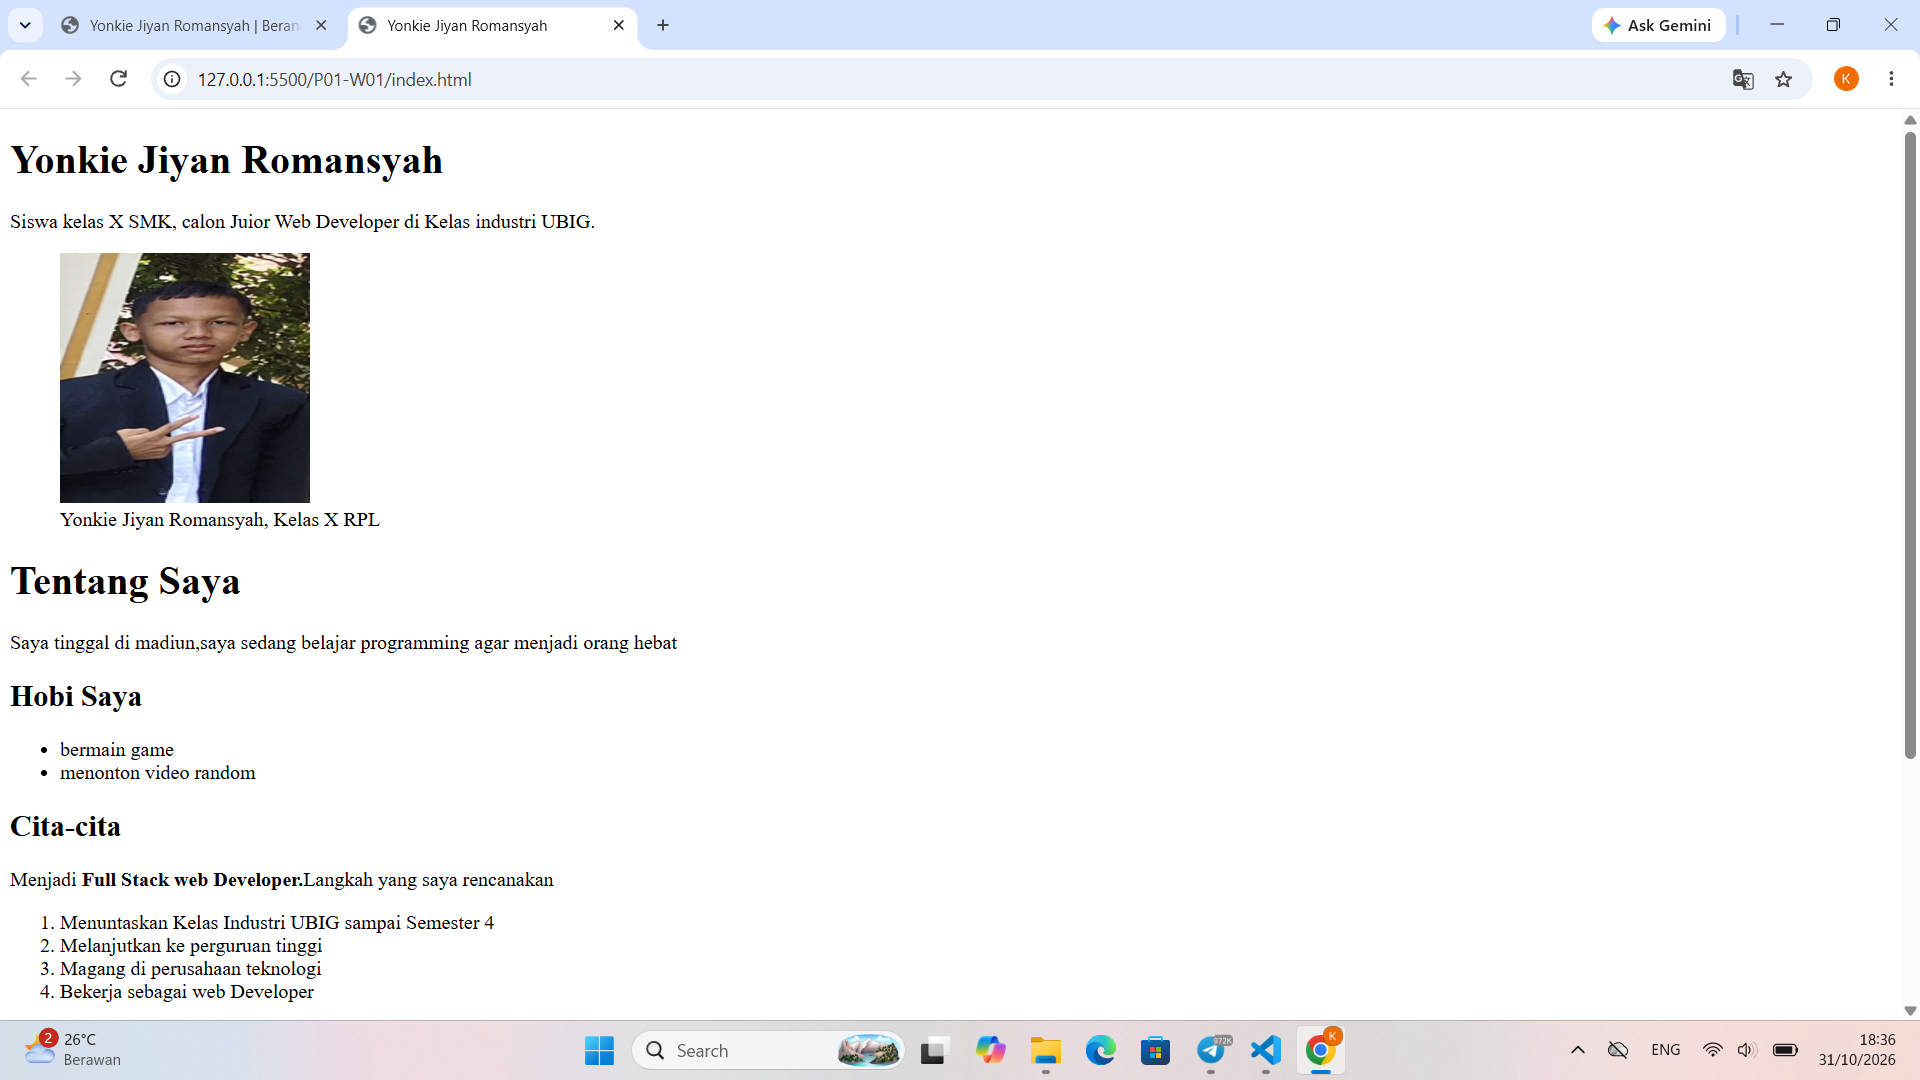 Yonkie Jiyan Romansyah | Beran
Yonkie Jiyan Romansyah
Ask Gemini
127.0.0.1:5500/P01-W01/index.html
K
Yonkie Jiyan Romansyah
Siswa kelas X SMK, calon Juior Web Developer di Kelas industri UBIG.
Yonkie Jiyan Romansyah, Kelas X RPL
Tentang Saya
Saya tinggal di madiun,saya sedang belajar programming agar menjadi orang hebat
Hobi Saya
• bermain game
• menonton video random
Cita-cita
Menjadi Full Stack web Developer.Langkah yang saya rencanakan
1. Menuntaskan Kelas Industri UBIG sampai Semester 4
2. Melanjutkan ke perguruan tinggi
3. Magang di perusahaan teknologi
4. Bekerja sebagai web Developer
2
26°C
Berawan
Search
972K
K
ENG
18:36
31/10/2026